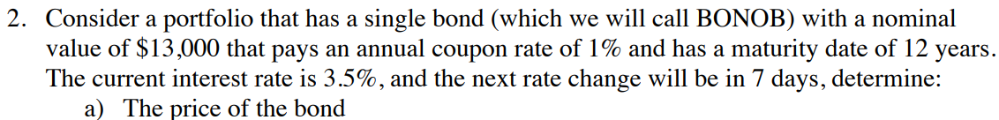 2. Consider a portfolio that has a single bond (which we will call BONOB) with a nominal
value of $13,000 that pays an annual coupon rate of 1% and has a maturity date of 12 years.
The current interest rate is 3.5%, and the next rate change will be in 7 days, determine:
a) The price of the bond